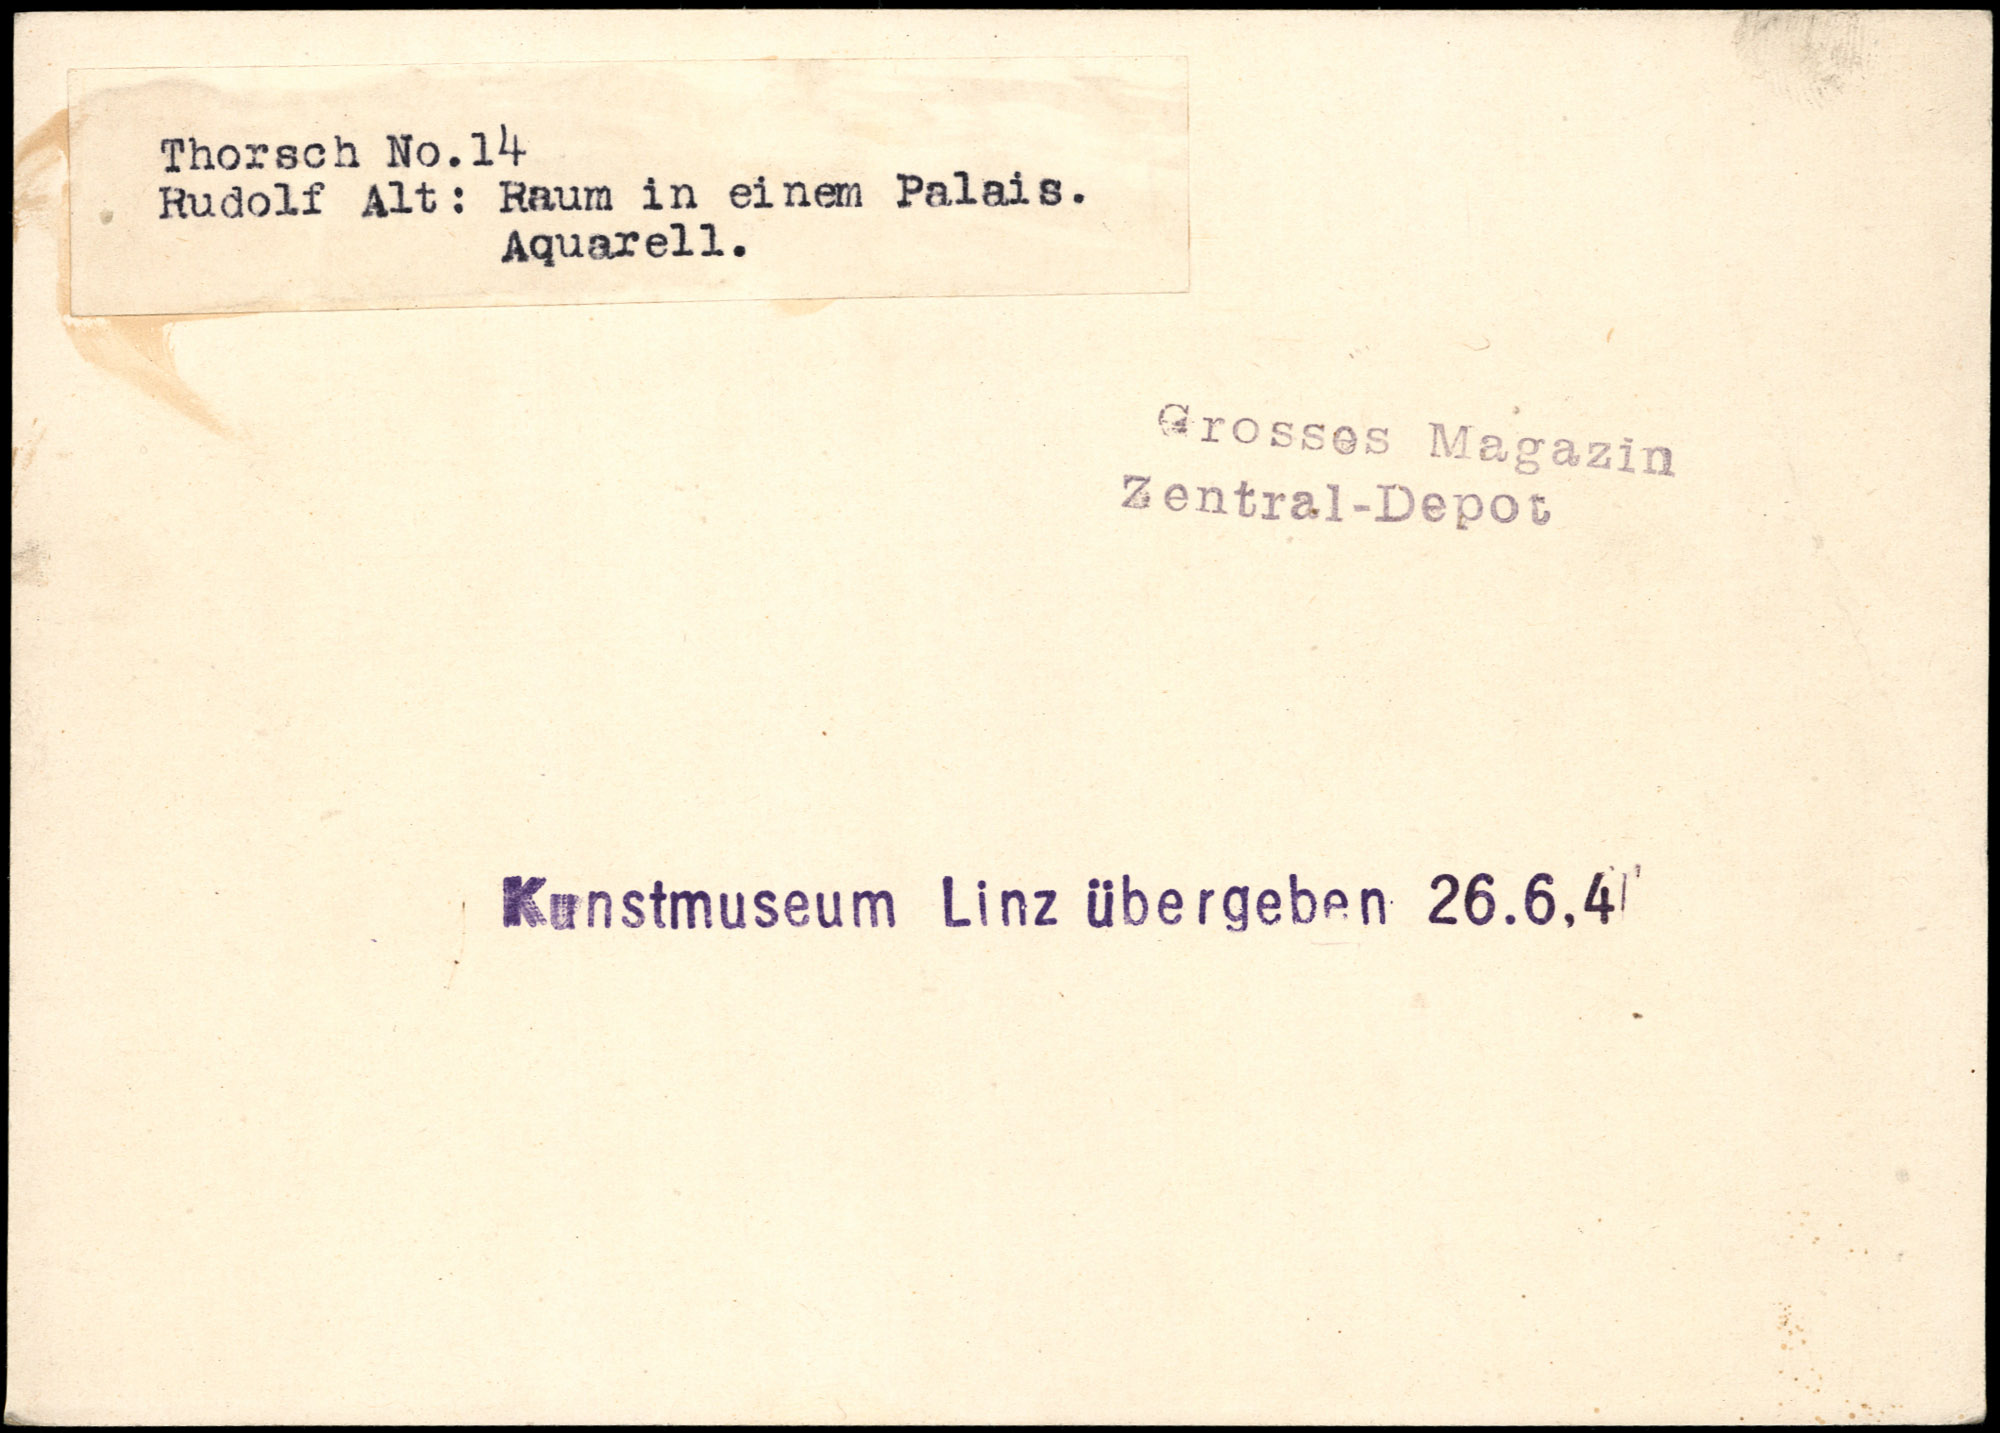 Thorsch No.14
Rudolf Alt: Raum in einem Palais.
Aquarell.
Grosses Magazin
Zentral-Depot
Kunstmuseum Linz übergeben 26.6.41